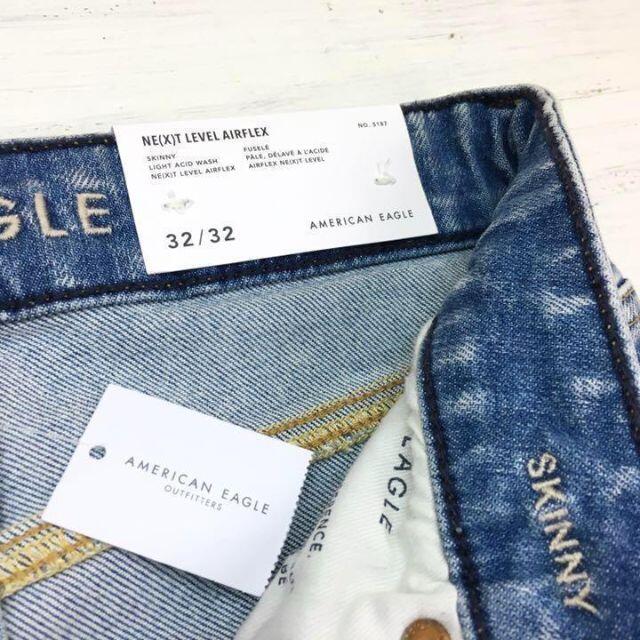 NE(X)T LEVEL AIRFLEX
NO. 5187
SKINNY
LIGHT ACID WASH
NE(X)T LEVEL AIRFLEX
FUSELÉ
PÂLE, DÉLAVÉ À L'ACIDE
AIRFLEX NE(X)T LEVEL
32/32
AMERICAN EAGLE
GLE
AMERICAN EAGLE
OUTFITTERS
EAGLE
SKINNY